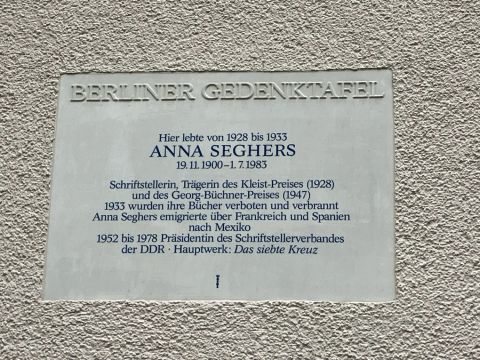 BERLINER GEDENKTAFEL
Hier lebte von 1928 bis 1933
ANNA SEGHERS
19. 11. 1900 – 1. 7. 1983
Schriftstellerin, Trägerin des Kleist-Preises (1928)
und des Georg-Büchner-Preises (1947)
1933 wurden ihre Bücher verboten und verbrannt
Anna Seghers emigrierte über Frankreich und Spanien
nach Mexiko
1952 bis 1978 Präsidentin des Schriftstellerverbandes
der DDR · Hauptwerk: Das siebte Kreuz